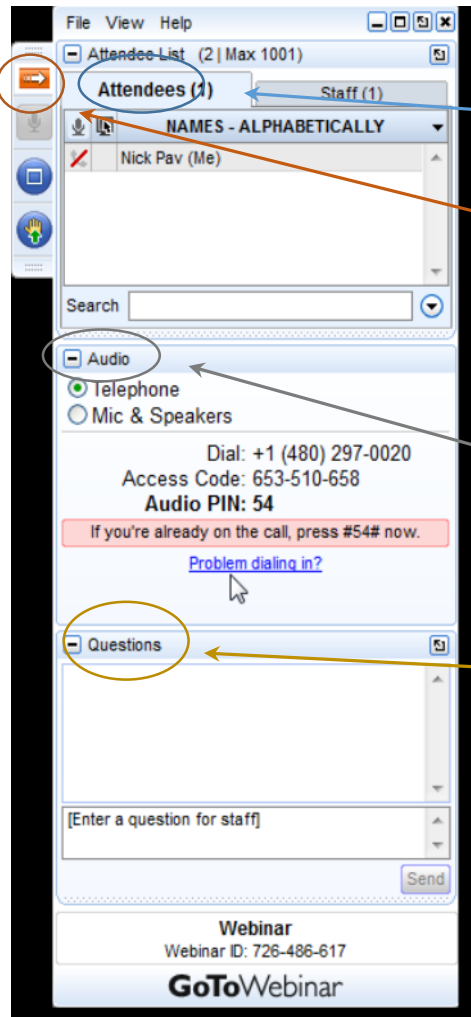 File View Help
Attendee List (2 | Max 1001)
Attendees (1)
Staff (1)
NAMES - ALPHABETICALLY
Nick Pav (Me)
Search
Audio
Telephone
Mic & Speakers
Dial: +1 (480) 297-0020
Access Code: 653-510-658
Audio PIN: 54
If you're already on the call, press #54# now.
Problem dialing in?
Questions
[Enter a question for staff]
Send
Webinar
Webinar ID: 726-486-617
GoToWebinar